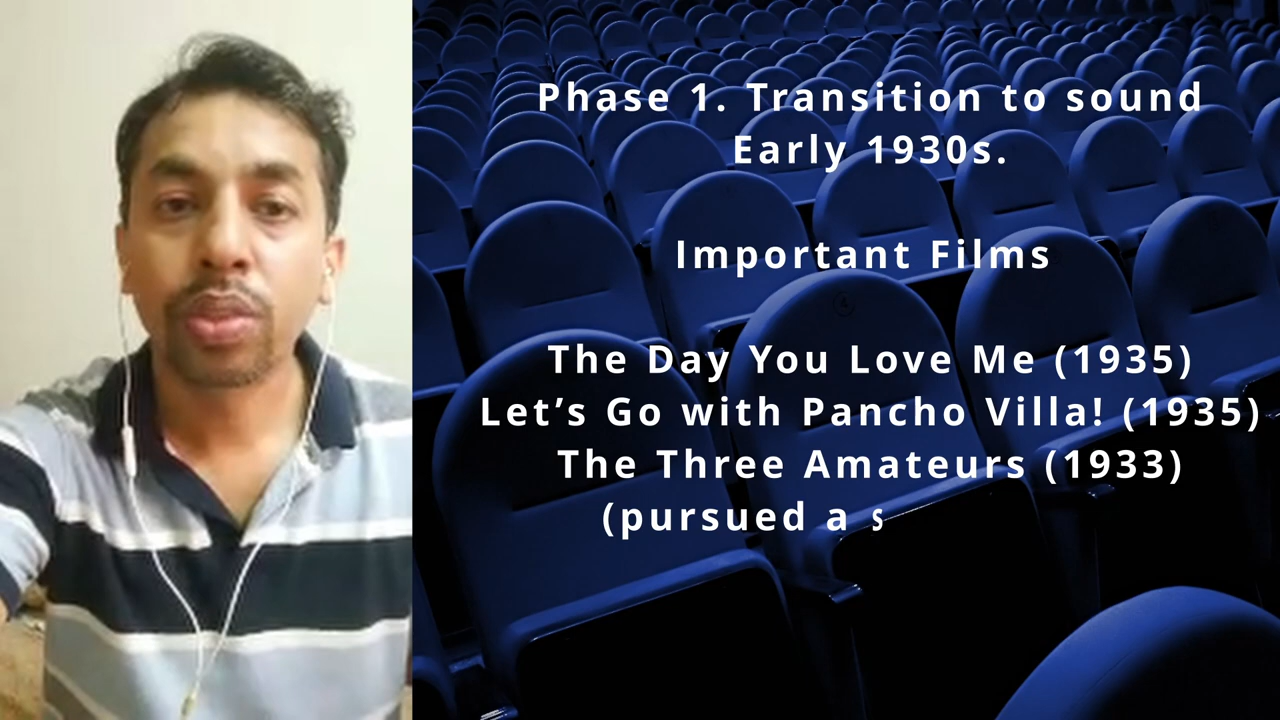 Phase 1. Transition to sound
Early 1930s.
Important Films
The Day You Love Me (1935)
Let’s Go with Pancho Villa! (1935)
The Three Amateurs (1933)
(pursued a s